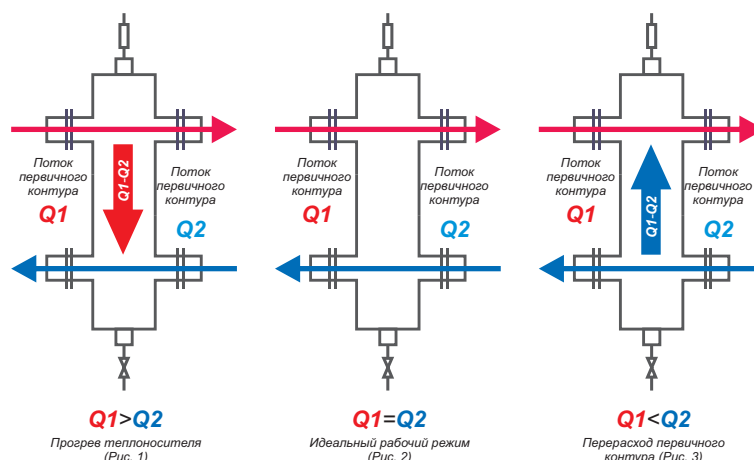 Поток
первичного
контура
Q1
Q1-Q2
Поток
первичного
контура
Q2
Q1>Q2
Прогрев теплоносителя
(Рис. 1)
Поток
первичного
контура
Q1
Поток
первичного
контура
Q2
Q1=Q2
Идеальный рабочий режим
(Рис. 2)
Поток
первичного
контура
Q1
Q1-Q2
Поток
первичного
контура
Q2
Q1<Q2
Перерасход первичного
контура (Рис. 3)